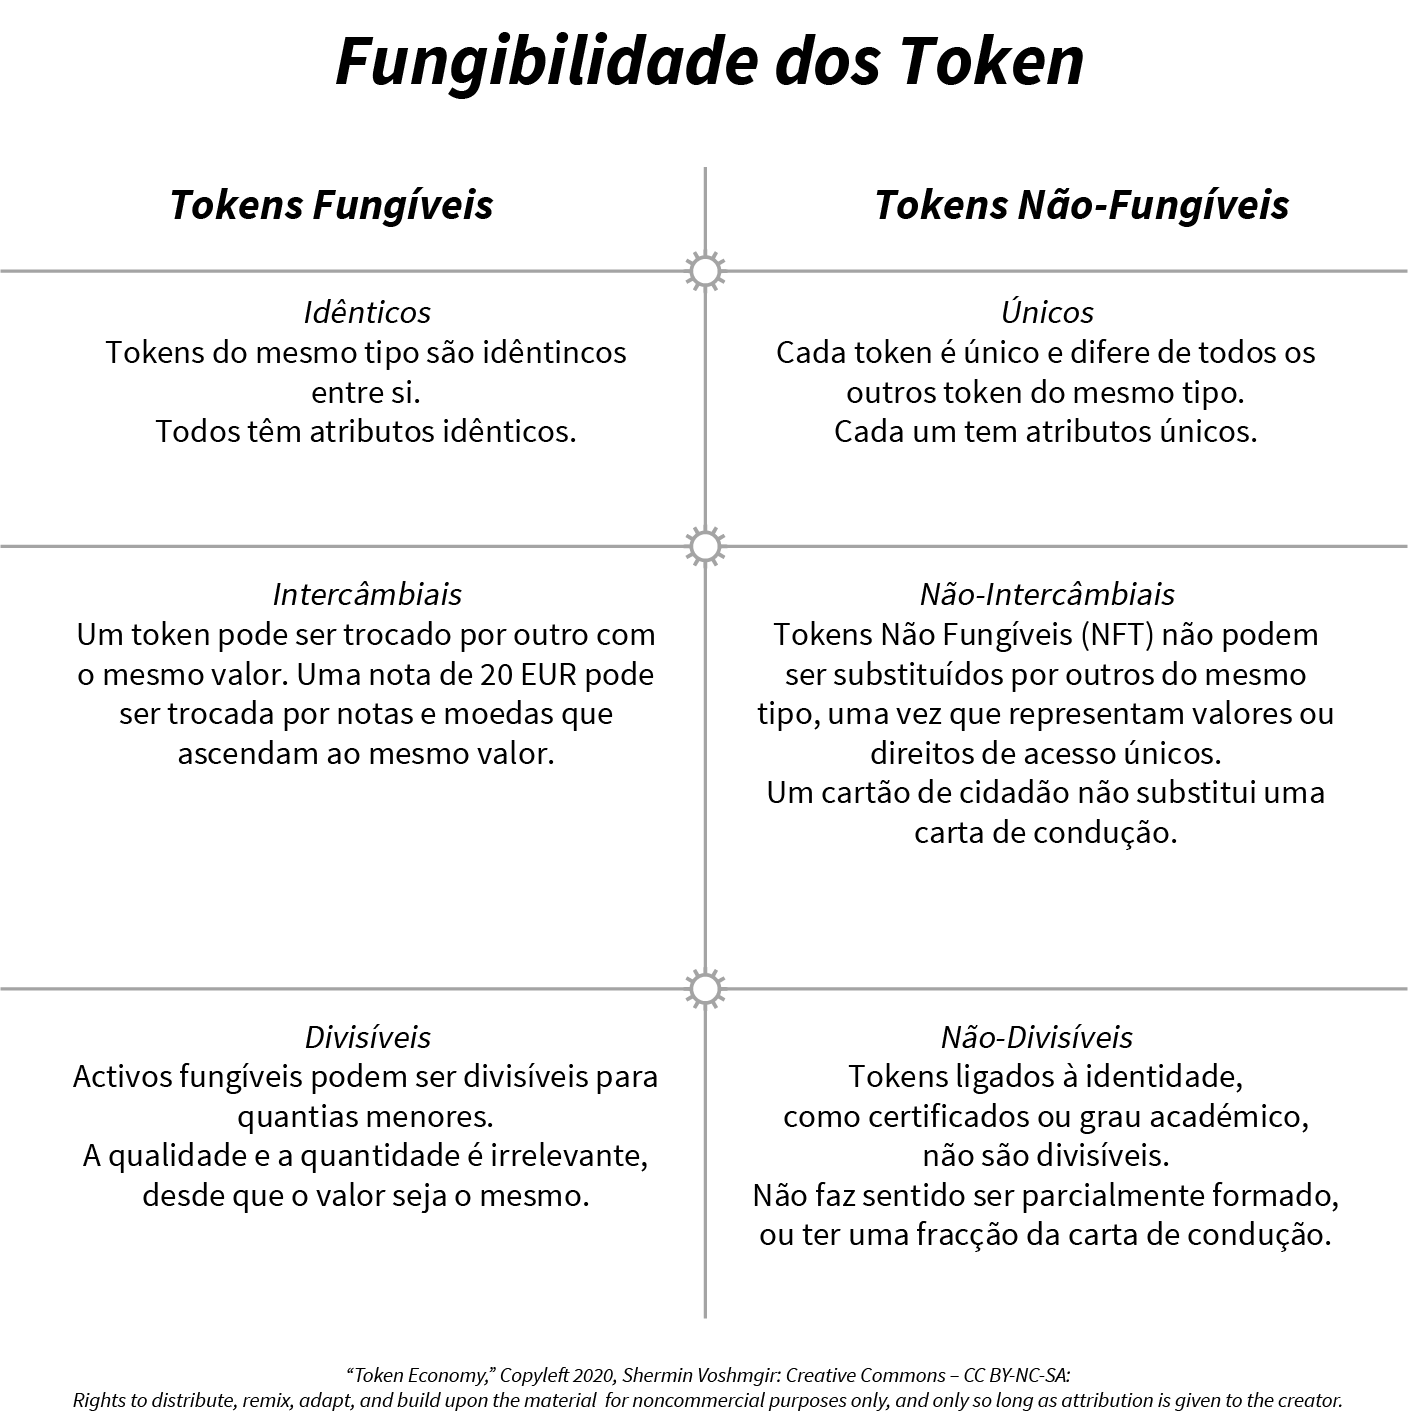 Fungibilidade dos Token
Tokens Fungíveis
Tokens Não-Fungíveis
Idênticos
Tokens do mesmo tipo são idêntincos
entre si.
Todos têm atributos idênticos.
Únicos
Cada token é único e difere de todos os
outros token do mesmo tipo.
Cada um tem atributos únicos.
Intercâmbiais
Um token pode ser trocado por outro com
o mesmo valor. Uma nota de 20 EUR pode
ser trocada por notas e moedas que
ascendam ao mesmo valor.
Não-Intercâmbiais
Tokens Não Fungíveis (NFT) não podem
ser substituídos por outros do mesmo
tipo, uma vez que representam valores ou
direitos de acesso únicos.
Um cartão de cidadão não substitui uma
carta de condução.
Divisíveis
Activos fungíveis podem ser divisíveis para
quantias menores.
A qualidade e a quantidade é irrelevante,
desde que o valor seja o mesmo.
Não-Divisíveis
Tokens ligados à identidade,
como certificados ou grau académico,
não são divisíveis.
Não faz sentido ser parcialmente formado,
ou ter uma fracção da carta de condução.
“Token Economy,” Copyleft 2020, Shermin Voshmgir: Creative Commons – CC BY-NC-SA:
Rights to distribute, remix, adapt, and build upon the material for noncommercial purposes only, and only so long as attribution is given to the creator.